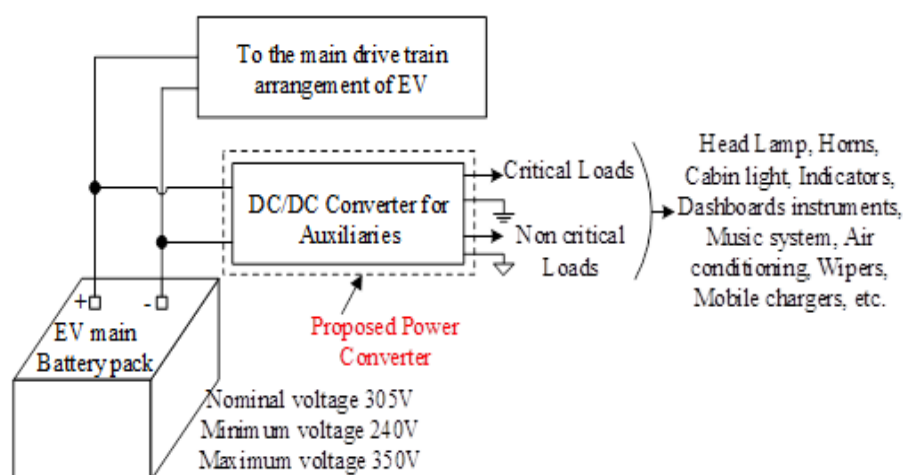 To the main drive train
arrangement of EV
DC/DC Converter for
Auxiliaries
Critical Loads
Non critical
Loads
Head Lamp, Horns,
Cabin light, Indicators,
Dashboards instruments,
Music system, Air
conditioning, Wipers,
Mobile chargers, etc.
Proposed Power
Converter
+ -
EV main
Battery pack
Nominal voltage 305V
Minimum voltage 240V
Maximum voltage 350V